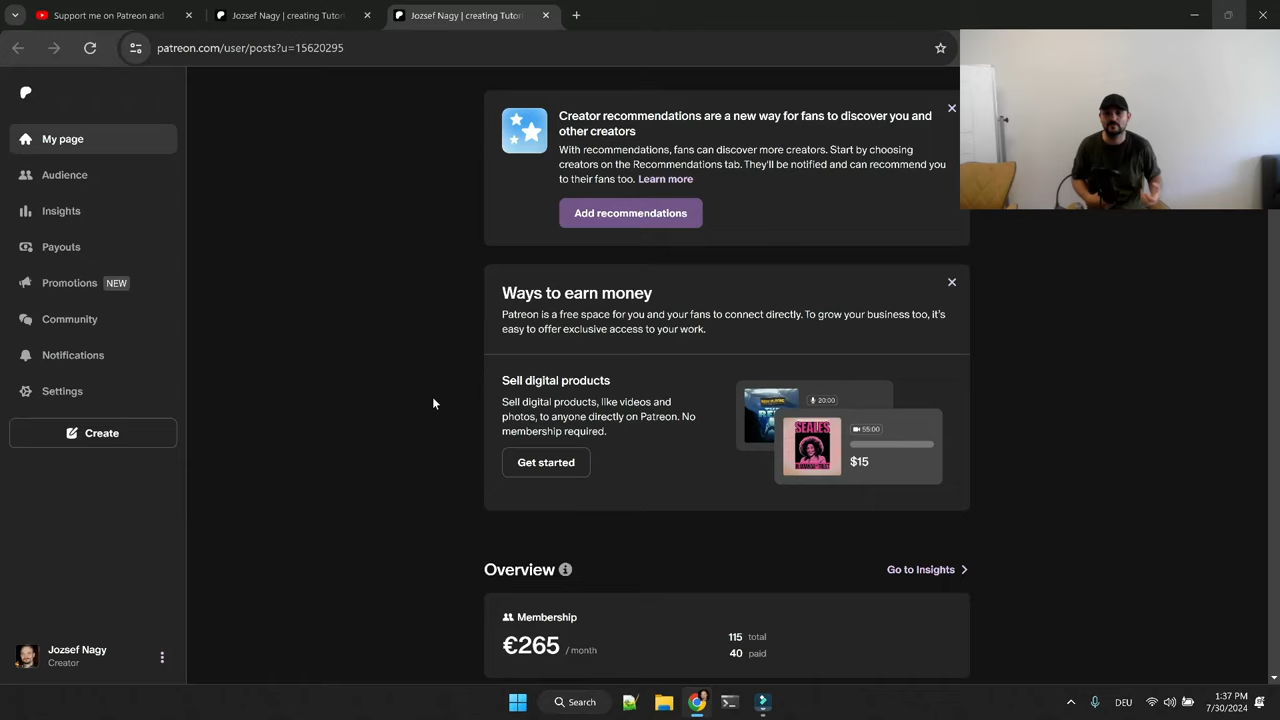 Support me on Patreon and
Jozsef Nagy | creating Tutori
Jozsef Nagy | creating Tutori
patreon.com/user/posts?u=15620295
My page
Audience
Insights
Payouts
Promotions NEW
Community
Notifications
Settings
Create
Jozsef Nagy
Creator
Creator recommendations are a new way for fans to discover you and
other creators
With recommendations, fans can discover more creators. Start by choosing
creators on the Recommendations tab. They'll be notified and can recommend you
to their fans too. Learn more
Add recommendations
Ways to earn money
Patreon is a free space for you and your fans to connect directly. To grow your business too, it's
easy to offer exclusive access to your work.
Sell digital products
Sell digital products, like videos and
photos, to anyone directly on Patreon. No
membership required.
Get started
20:00
SEALES
55:00
$15
Overview
Go to Insights
Membership
€265 / month
115 total
40 paid
Search
DEU
1:37 PM
7/30/2024